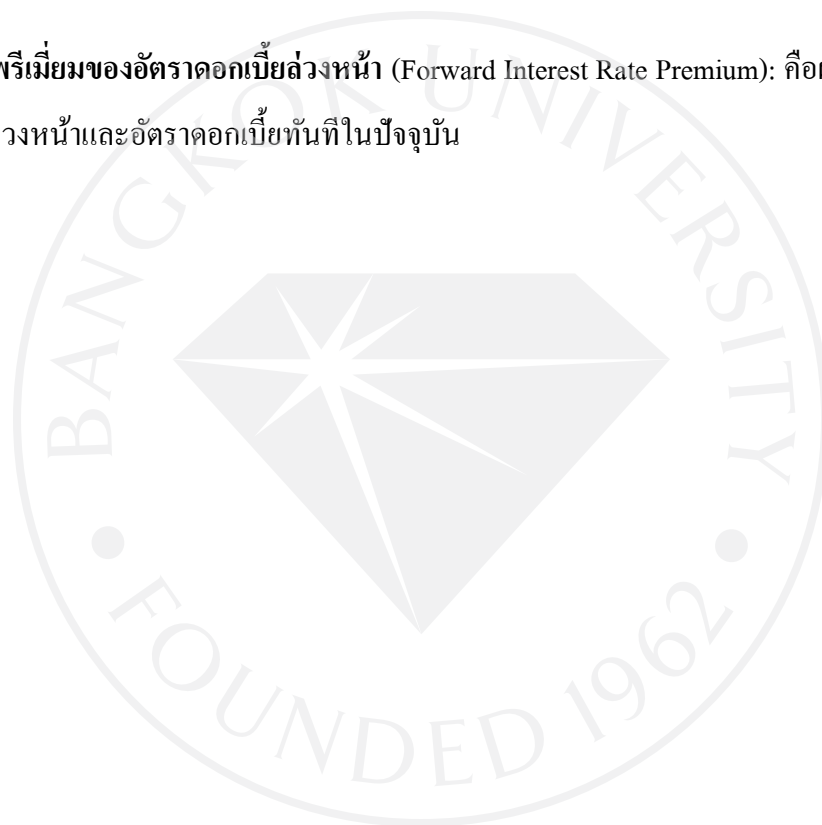 พรีเมี่ยมของอัตราดอกเบี้ยล่วงหน้า (Forward Interest Rate Premium): คือ
วงหน้าและอัตราดอกเบี้ยทันทีในปัจจุบัน
BANGKOK UNIVERSITY
• FOUNDED 1962 •